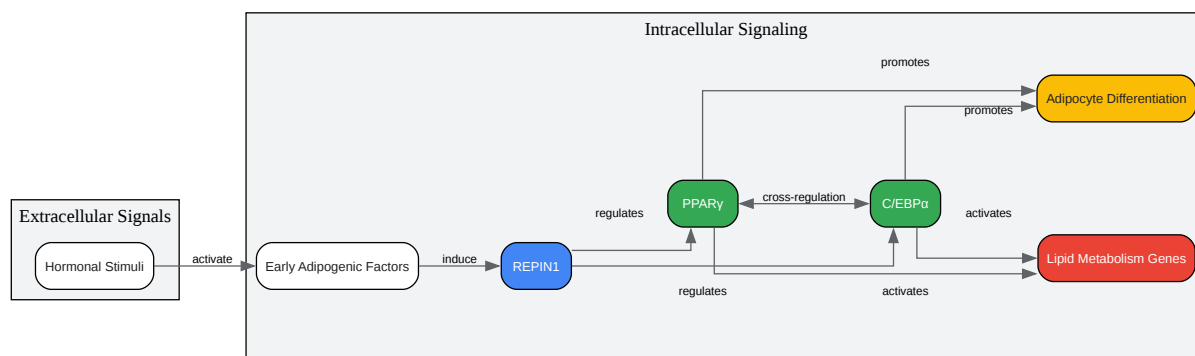 Intracellular Signaling
promotes
Adipocyte Differentiation
promotes
PPARγ
cross-regulation
C/EBPα
Extracellular Signals
regulates
activates
Hormonal Stimuli
activate
Early Adipogenic Factors
induce
REPIN1
Lipid Metabolism Genes
regulates
activates